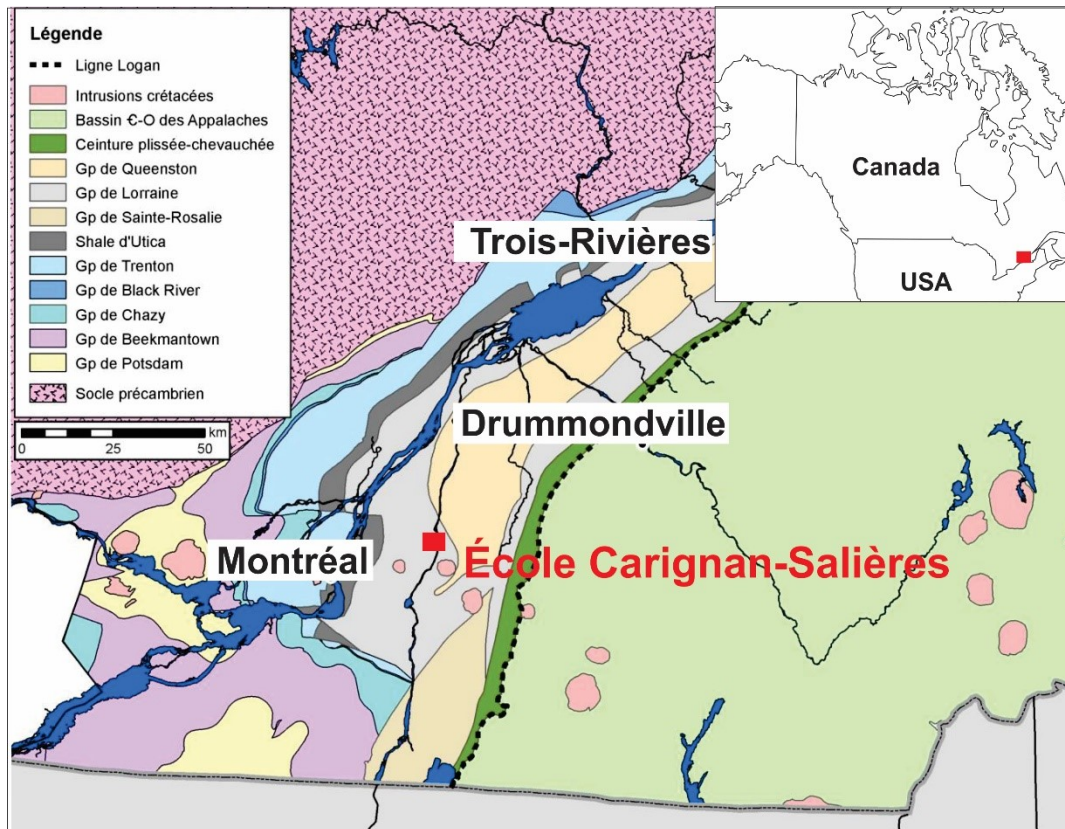 Légende
Ligne Logan
Intrusions crétacées
Bassin Є-O des Appalaches
Ceinture plissée-chevauchée
Gp de Queenston
Gp de Lorraine
Gp de Sainte-Rosalie
Shale d'Utica
Gp de Trenton
Gp de Black River
Gp de Chazy
Gp de Beekmantown
Gp de Potsdam
Socle précambrien
km
0 25 50
Canada
USA
Trois-Rivières
Drummondville
Montréal
École Carignan-Salières